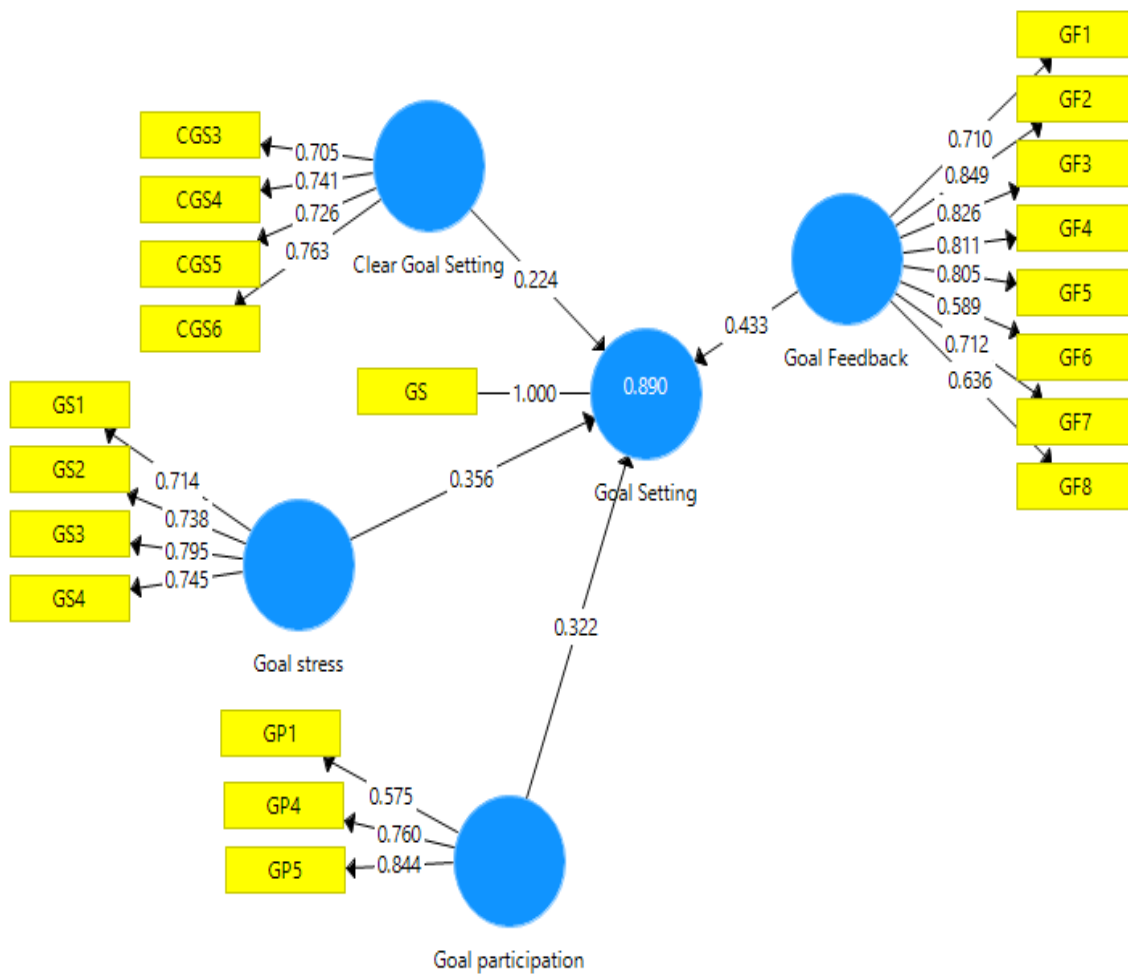 GF1
GF2
GF3
GF4
GF5
GF6
GF7
GF8
0.710
0.849
0.826
0.811
0.805
0.589
0.712
0.636
Goal Feedback
0.433
CGS3
CGS4
CGS5
CGS6
0.705
0.741
0.726
0.763
Clear Goal Setting
0.224
GS
1.000
0.890
Goal Setting
GS1
GS2
GS3
GS4
0.714
0.738
0.795
0.745
Goal stress
0.356
0.322
GP1
GP4
GP5
0.575
0.760
0.844
Goal participation